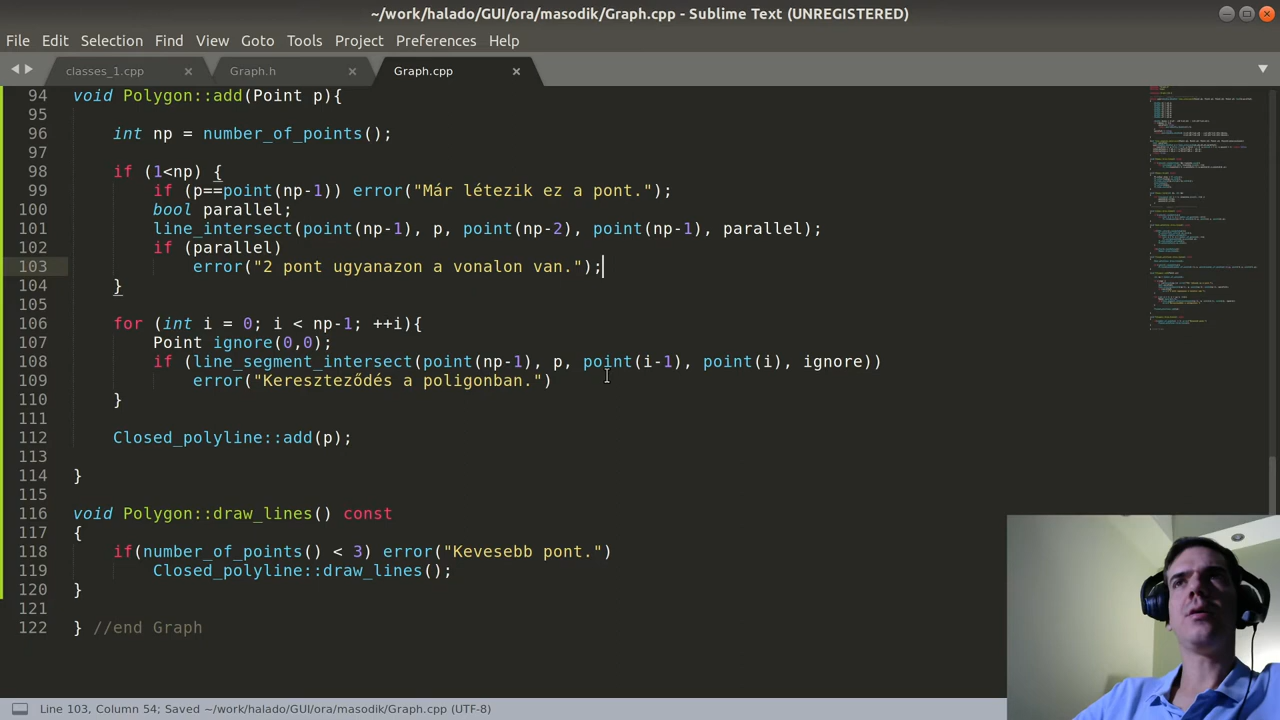 ~/work/halado/GUI/ora/masodik/Graph.cpp - Sublime Text (UNREGISTERED)
File Edit Selection Find View Goto Tools Project Preferences Help
classes_1.cpp × Graph.h × Graph.cpp ×
94 void Polygon::add(Point p){
95
96 int np = number_of_points();
97
98 if (1<np) {
99 if (p==point(np-1)) error("Már létezik ez a pont.");
100 bool parallel;
101 line_intersect(point(np-1), p, point(np-2), point(np-1), parallel);
102 if (parallel)
103 error("2 pont ugyanazon a vonalon van.");
104 }
105
106 for (int i = 0; i < np-1; ++i){
107 Point ignore(0,0);
108 if (line_segment_intersect(point(np-1), p, point(i-1), point(i), ignore))
109 error("Kereszteződés a poligonban.")
110 }
111
112 Closed_polyline::add(p);
113
114 }
115
116 void Polygon::draw_lines() const
117 {
118 if(number_of_points() < 3) error("Kevesebb pont.")
119 Closed_polyline::draw_lines();
120 }
121
122 } //end Graph
Line 103, Column 54; Saved ~/work/halado/GUI/ora/masodik/Graph.cpp (UTF-8)